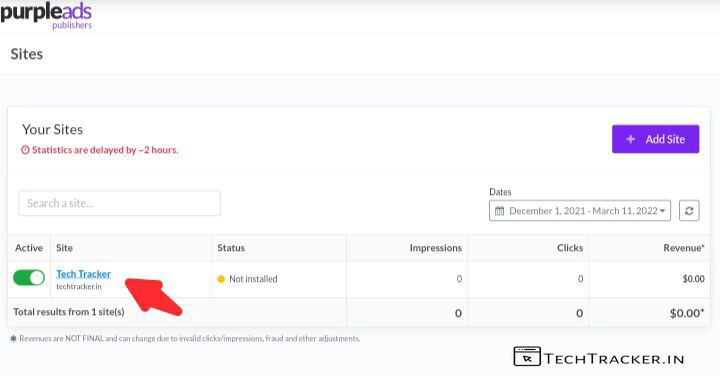 purpleads
publishers
Sites
Your Sites
Statistics are delayed by ~2 hours.
+ Add Site
Search a site...
Dates
December 1, 2021 - March 11, 2022
Active Site Status Impressions Clicks Revenue*
Tech Tracker
techtracker.in
Not installed 0 0 $0.00
Total results from 1 site(s) 0 0 $0.00*
* Revenues are NOT FINAL and can change due to invalid clicks/impressions, fraud and other adjustments.
TECHTRACKER.IN